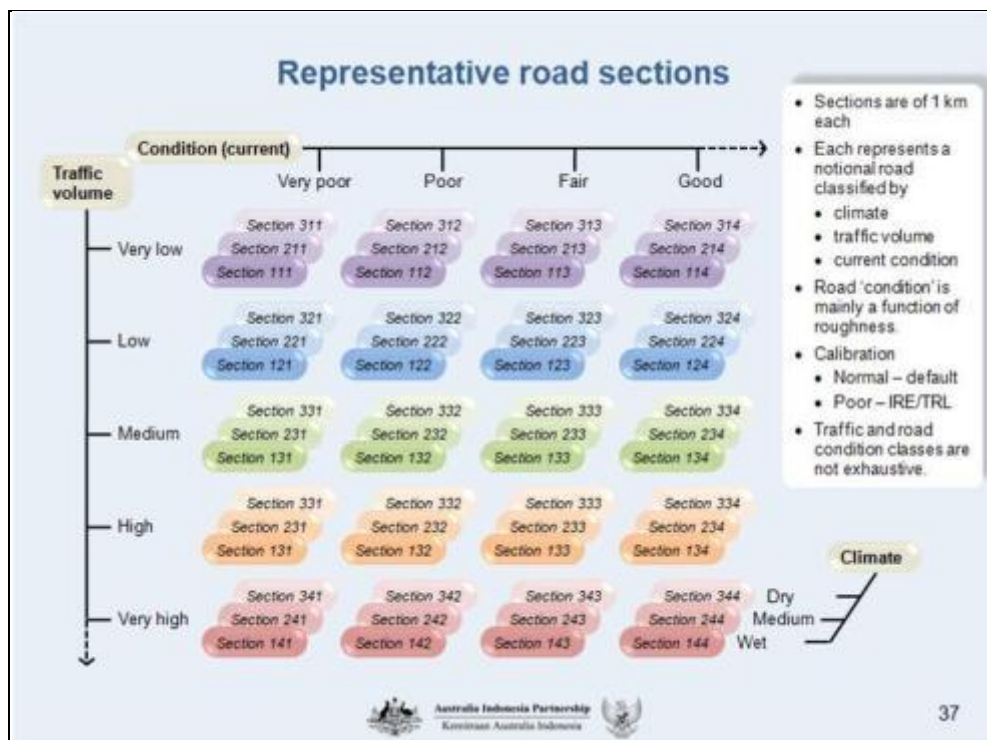 Representative road sections
Condition (current)
Traffic
volume
Very poor Poor Fair Good
Section 311 Section 312 Section 313 Section 314
Very low Section 211 Section 212 Section 213 Section 214
Section 111 Section 112 Section 113 Section 114
Section 321 Section 322 Section 323 Section 324
Low Section 221 Section 222 Section 223 Section 224
Section 121 Section 122 Section 123 Section 124
Section 331 Section 332 Section 333 Section 334
Medium Section 231 Section 232 Section 233 Section 234
Section 131 Section 132 Section 133 Section 134
Section 331 Section 332 Section 333 Section 334
High Section 231 Section 232 Section 233 Section 234
Section 131 Section 132 Section 133 Section 134
Section 341 Section 342 Section 343 Section 344
Very high Section 241 Section 242 Section 243 Section 244
Section 141 Section 142 Section 143 Section 144
Climate
Dry
Medium
Wet
• Sections are of 1 km
each
• Each represents a
notional road
classified by
• climate
• traffic volume
• current condition
• Road ‘condition’ is
mainly a function of
roughness.
• Calibration
• Normal – default
• Poor – IRE/TRL
• Traffic and road
condition classes are
not exhaustive.
Australia Indonesia Partnership
Kemitraan Australia Indonesia
37